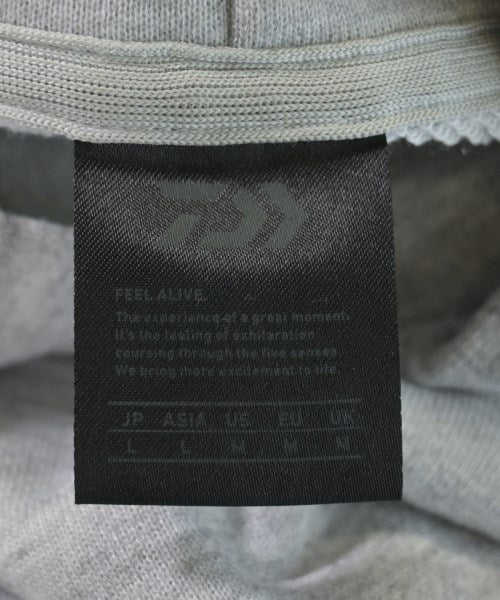 FEEL ALIVE.
The experience of a great moment:
It's the feeling of exhilaration
coursing through the five senses.
We bring more excitement to life.
JP ASIA US EU UK
L L M M M